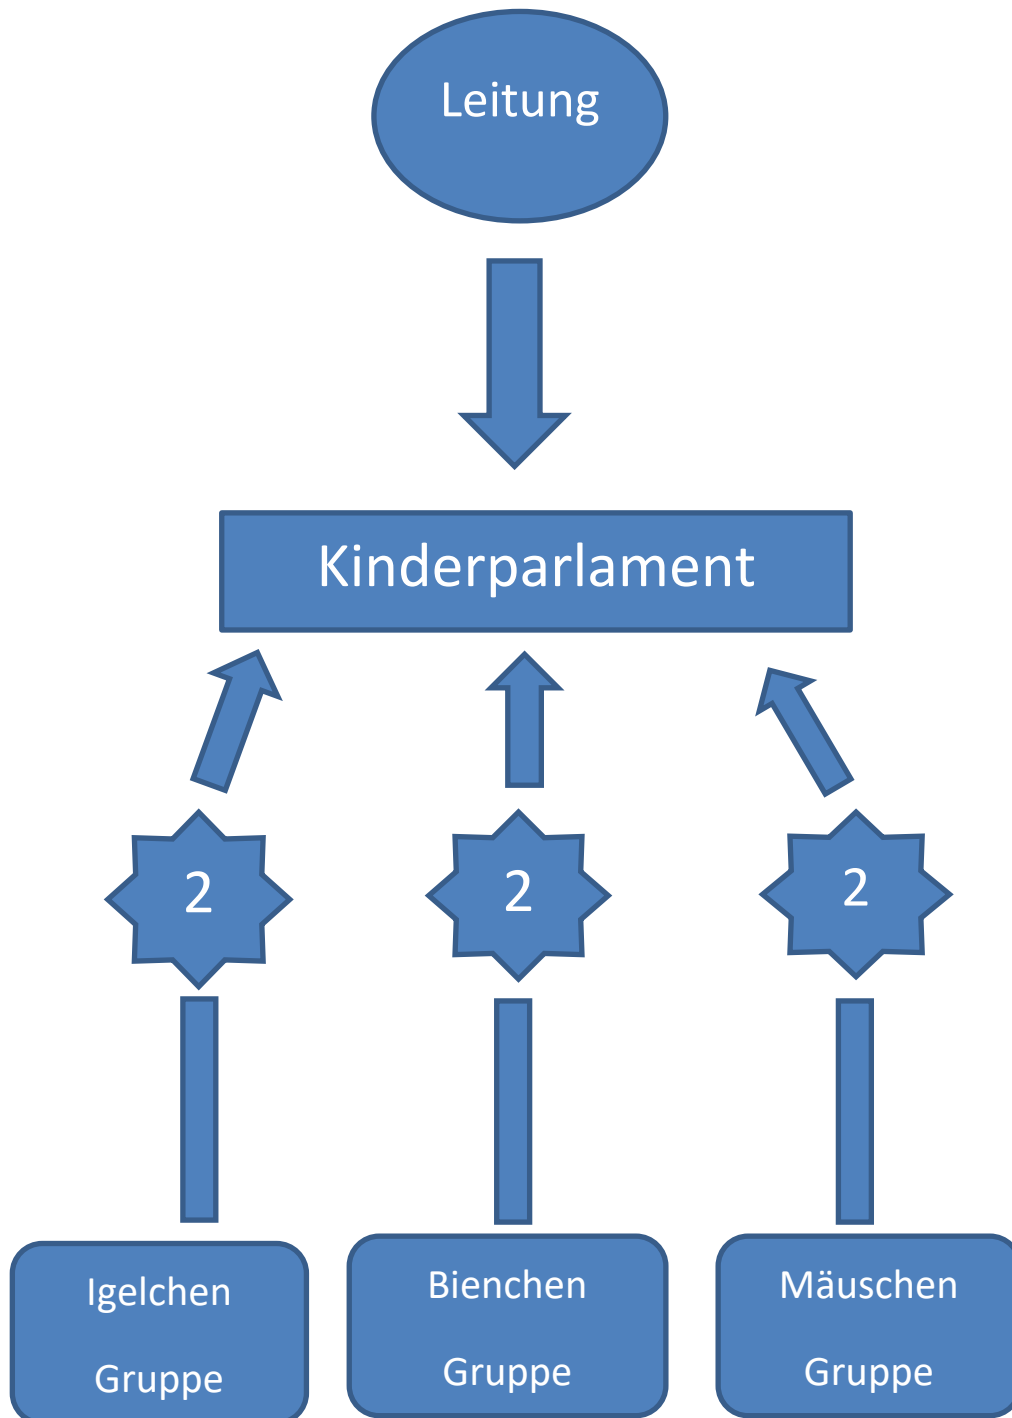 Leitung
Kinderparlament
2
2
2
Igelchen
Gruppe
Bienchen
Gruppe
Mäuschen
Gruppe